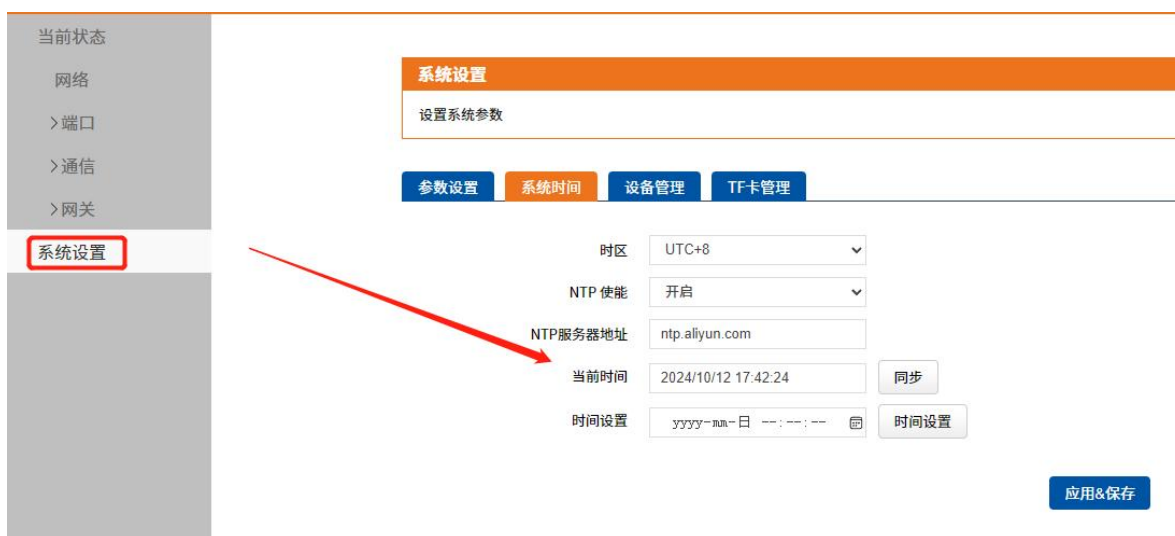 当前状态
网络
>端口
>通信
>网关
系统设置
系统设置
设置系统参数
参数设置 系统时间 设备管理 TF卡管理
时区 UTC+8
NTP 使能 开启
NTP服务器地址 ntp.aliyun.com
当前时间 2024/10/12 17:42:24 同步
时间设置 yyyy-mm-日 --:--:-- 时间设置
应用&保存